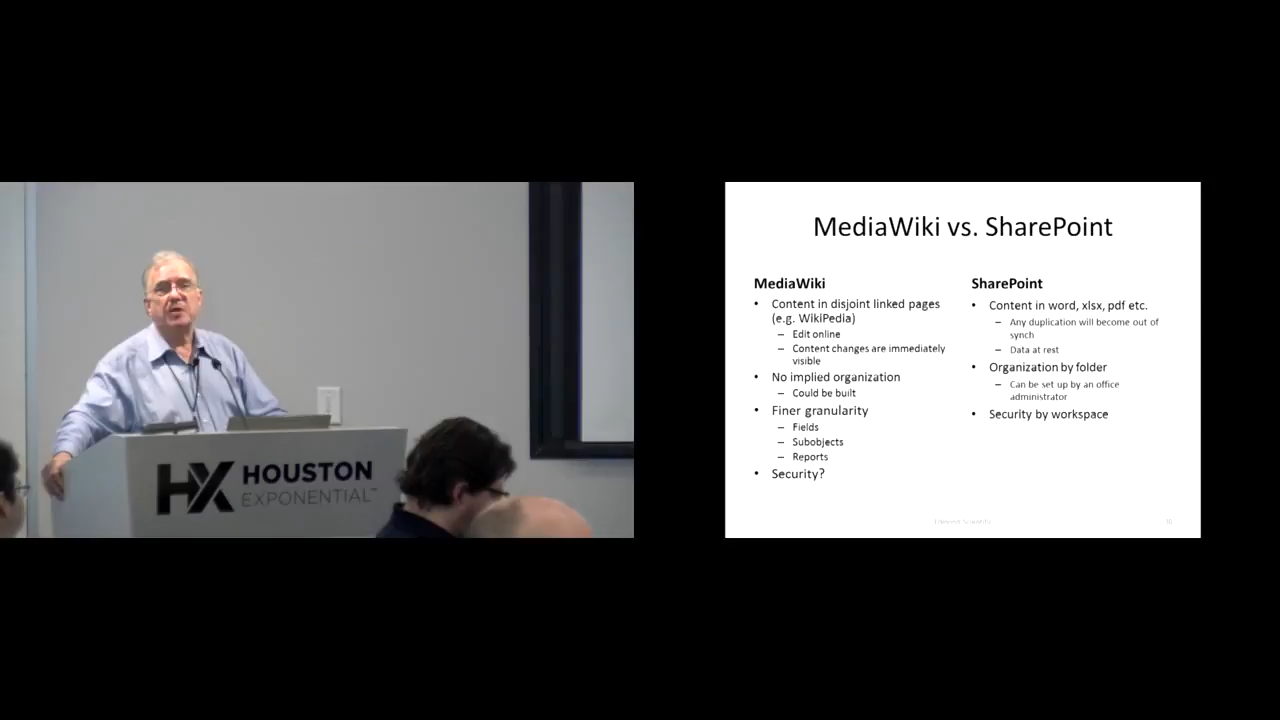 HX HOUSTON
EXPONENTIAL™
MediaWiki vs. SharePoint
MediaWiki
• Content in disjoint linked pages
(e.g. WikiPedia)
– Edit online
– Content changes are immediately
visible
• No implied organization
– Could be built
• Finer granularity
– Fields
– Subobjects
– Reports
• Security?
SharePoint
• Content in word, xlsx, pdf etc.
– Any duplication will become out of
synch
– Data at rest
• Organization by folder
– Can be set up by an office
administrator
• Security by workspace